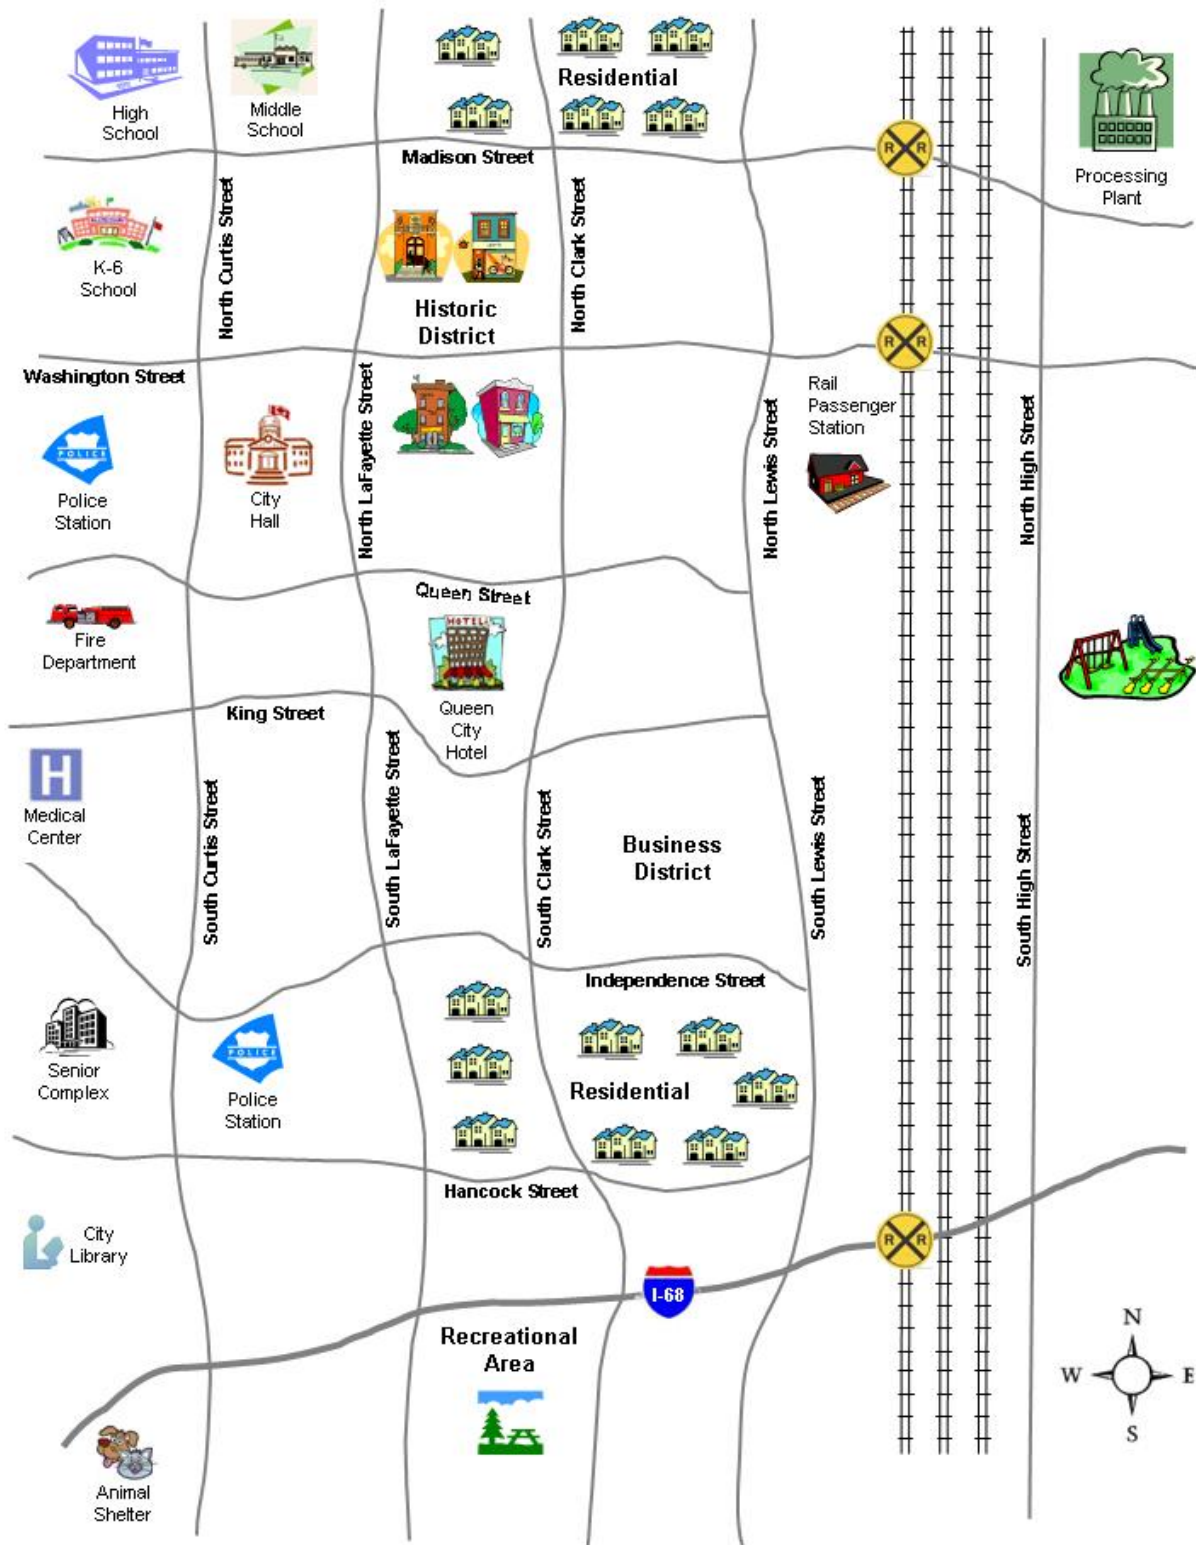 Residential
High
School
Middle
School
Madison Street
R R
Processing
Plant
K-6
School
North Curtis Street
North Clark Street
Historic
District
R R
Washington Street
Rail
Passenger
Station
North LaFayette Street
North Lewis Street
North High Street
POLICE
Police
Station
City
Hall
Queen Street
HOTEL
Fire
Department
Queen
City
Hotel
King Street
H
Medical
Center
South Curtis Street
South LaFayette Street
South Clark Street
Business
District
South Lewis Street
South High Street
Independence Street
Senior
Complex
POLICE
Police
Station
Residential
Hancock Street
City
Library
R R
I-68
Recreational
Area
N
W E
S
Animal
Shelter